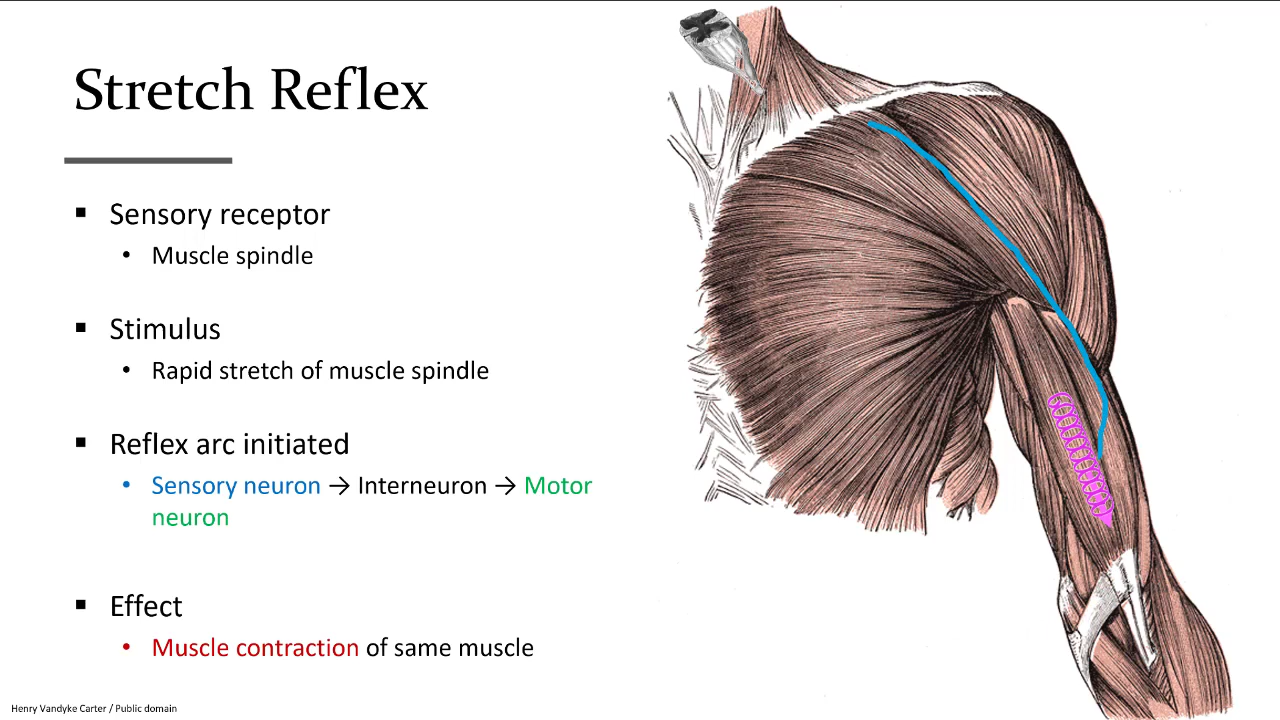 Stretch Reflex
▪ Sensory receptor
• Muscle spindle
▪ Stimulus
• Rapid stretch of muscle spindle
▪ Reflex arc initiated
• Sensory neuron → Interneuron → Motor
neuron
▪ Effect
• Muscle contraction of same muscle
Henry Vandyke Carter / Public domain